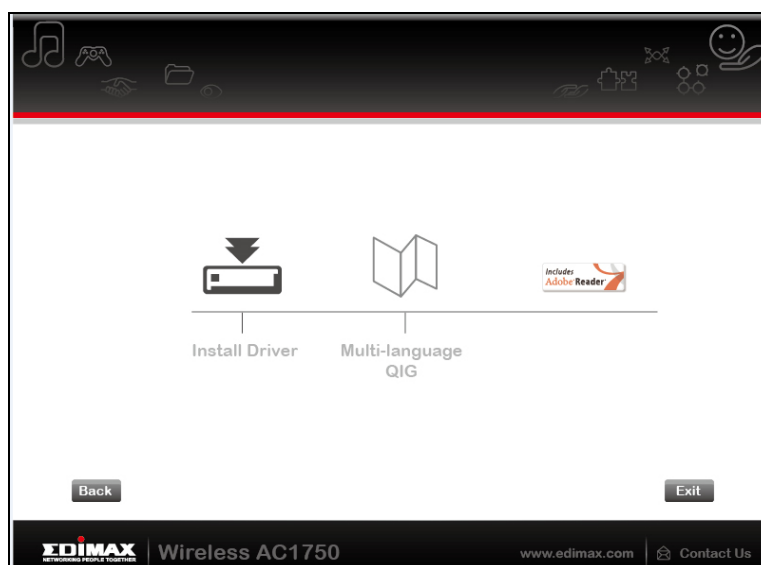 Includes
Adobe Reader
Install Driver
Multi-language
QIG
Back
Exit
EDIMAX
NETWORKING PEOPLE TOGETHER
Wireless AC1750
www.edimax.com
Contact Us